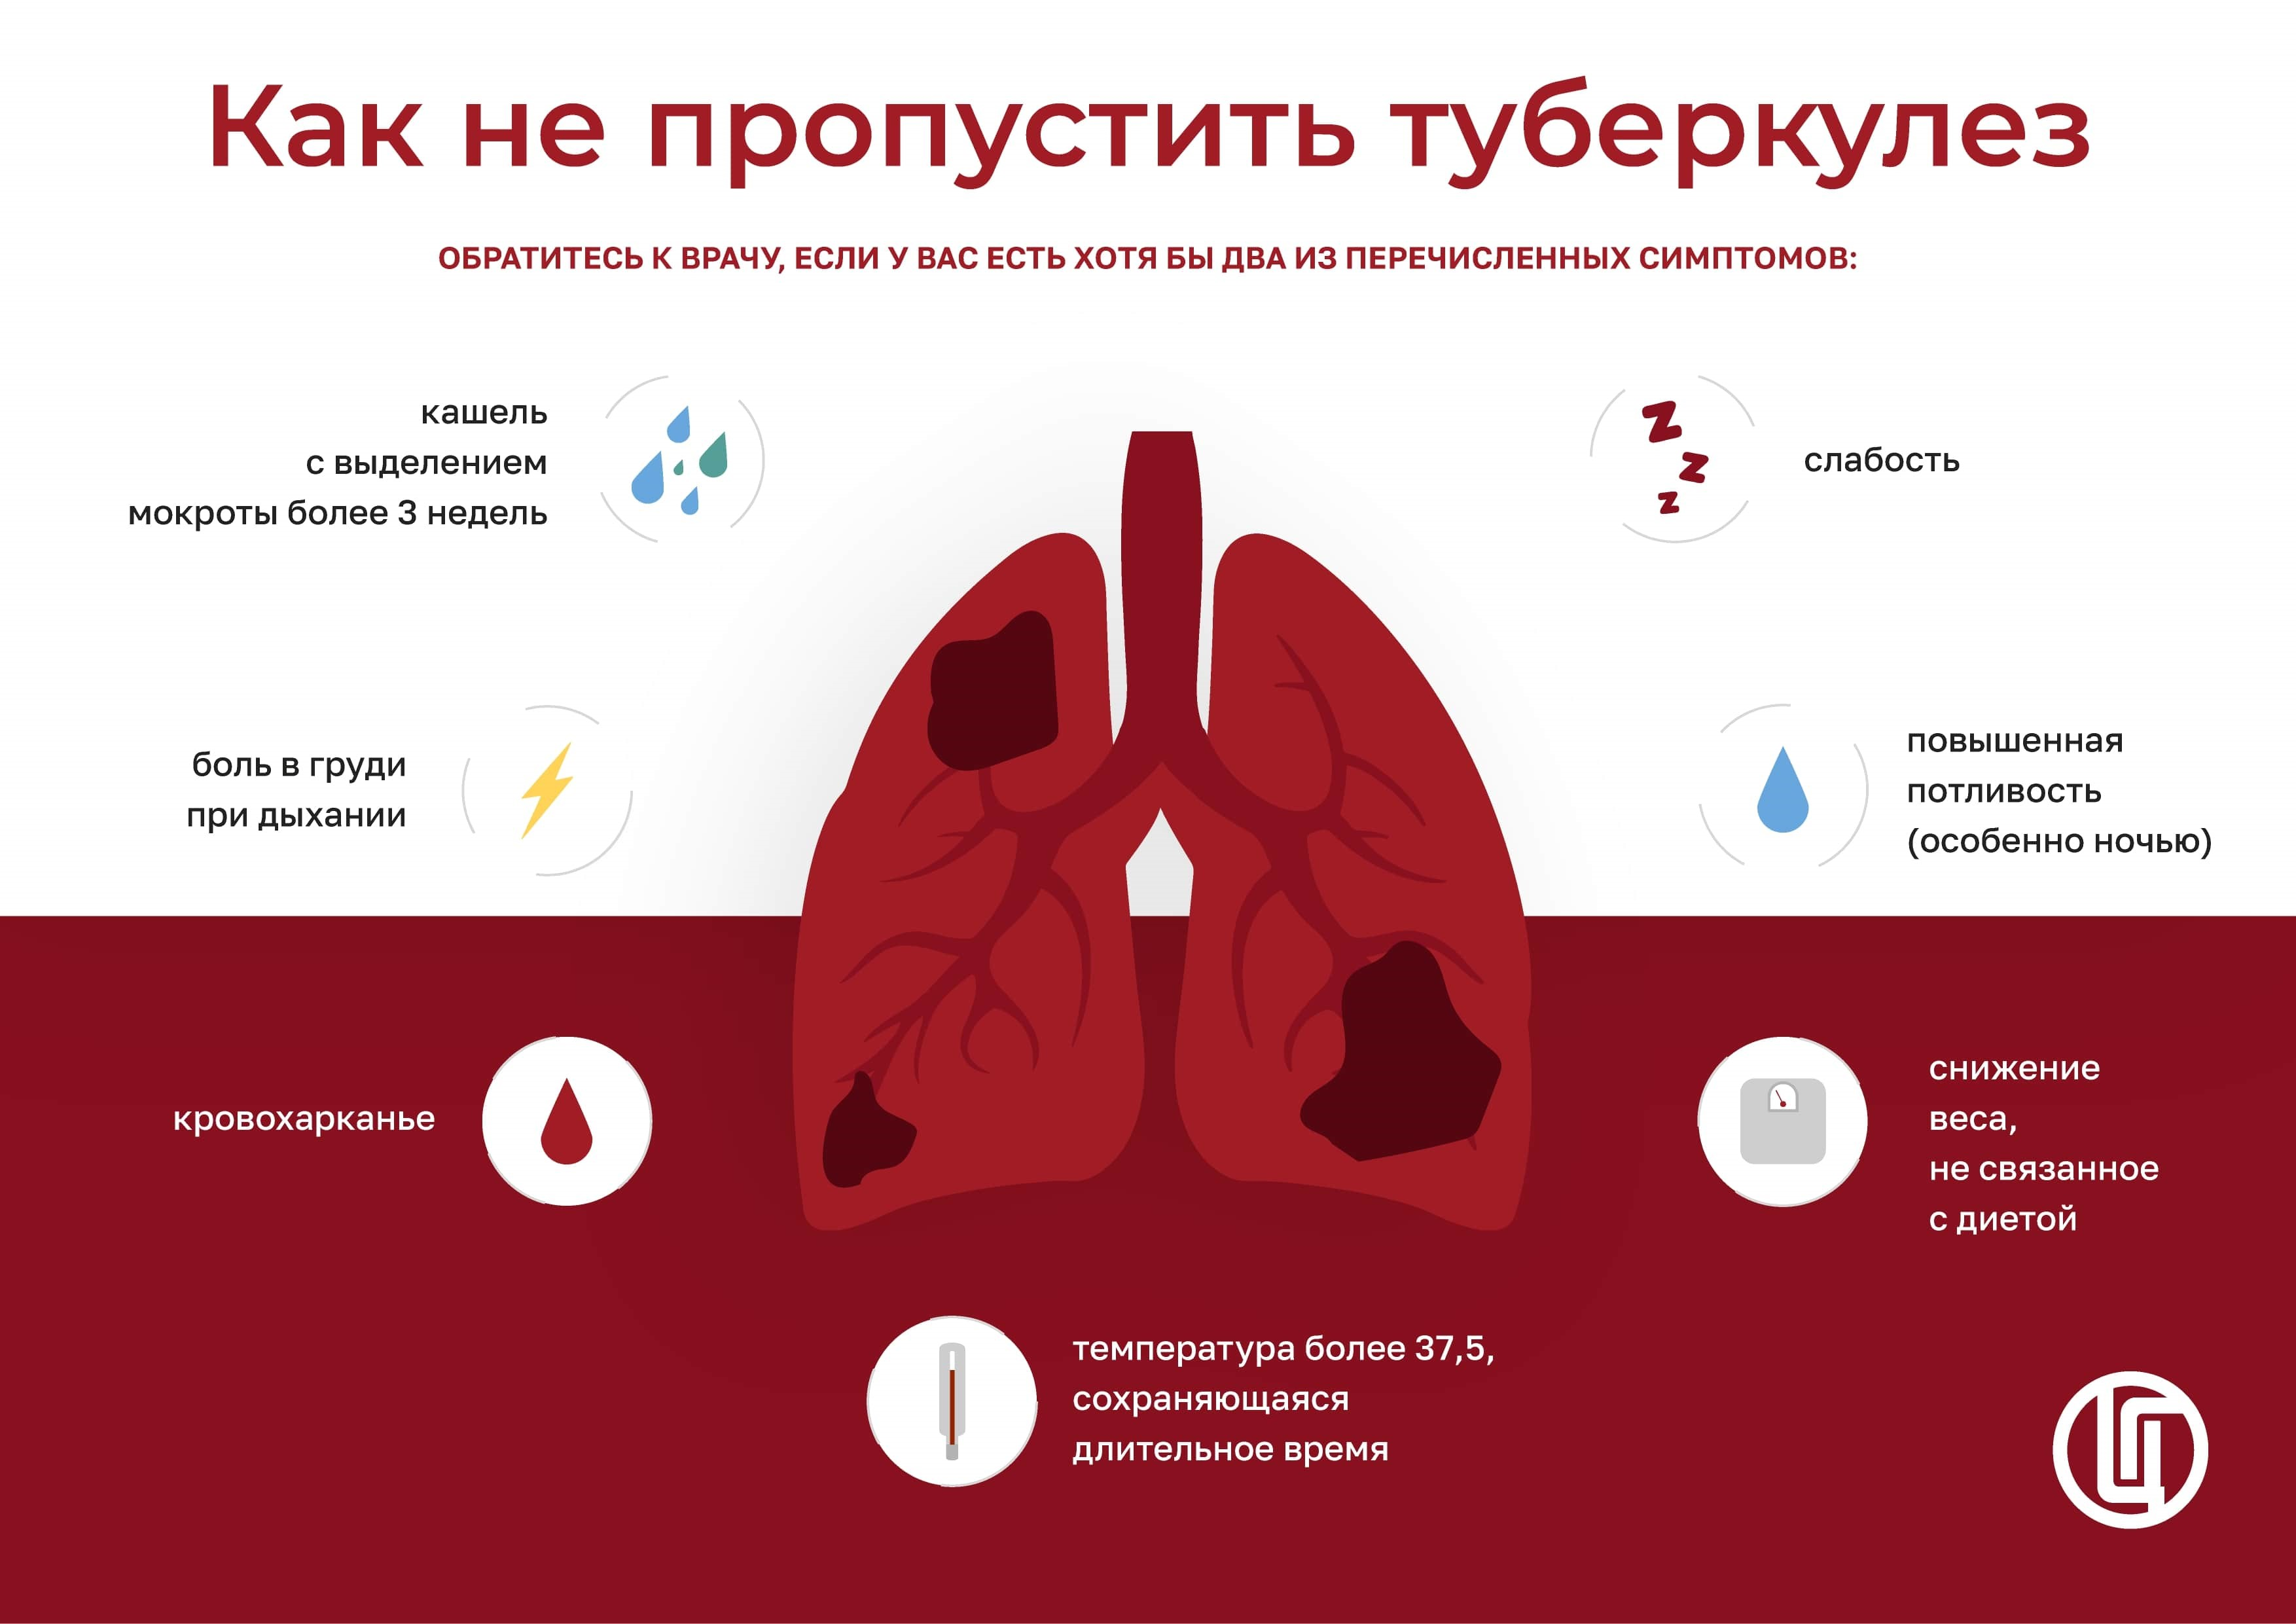 Как не пропустить туберкулез
ОБРАТИТЕСЬ К ВРАЧУ, ЕСЛИ У ВАС ЕСТЬ ХОТЯ БЫ ДВА ИЗ ПЕРЕЧИСЛЕННЫХ СИМПТОМОВ:
кашель
с выделением
мокроты более 3 недель
z
z
z
слабость
боль в груди
при дыхании
повышенная
потливость
(особенно ночью)
кровохарканье
снижение
веса,
не связанное
с диетой
температура более 37,5,
сохраняющаяся
длительное время